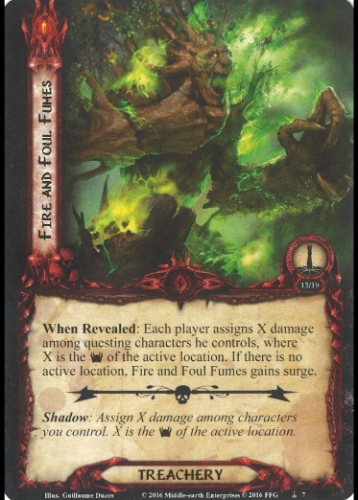 FIRE AND FOUL FUMES
13/19
When Revealed: Each player assigns X damage
among questing characters he controls, where
X is the of the active location. If there is no
active location, Fire and Foul Fumes gains surge.
Shadow: Assign X damage among characters
you control. X is the of the active location.
TREACHERY
Illus. Guillaume Ducos © 2016 Middle-earth Enterprises © 2016 FFG 7